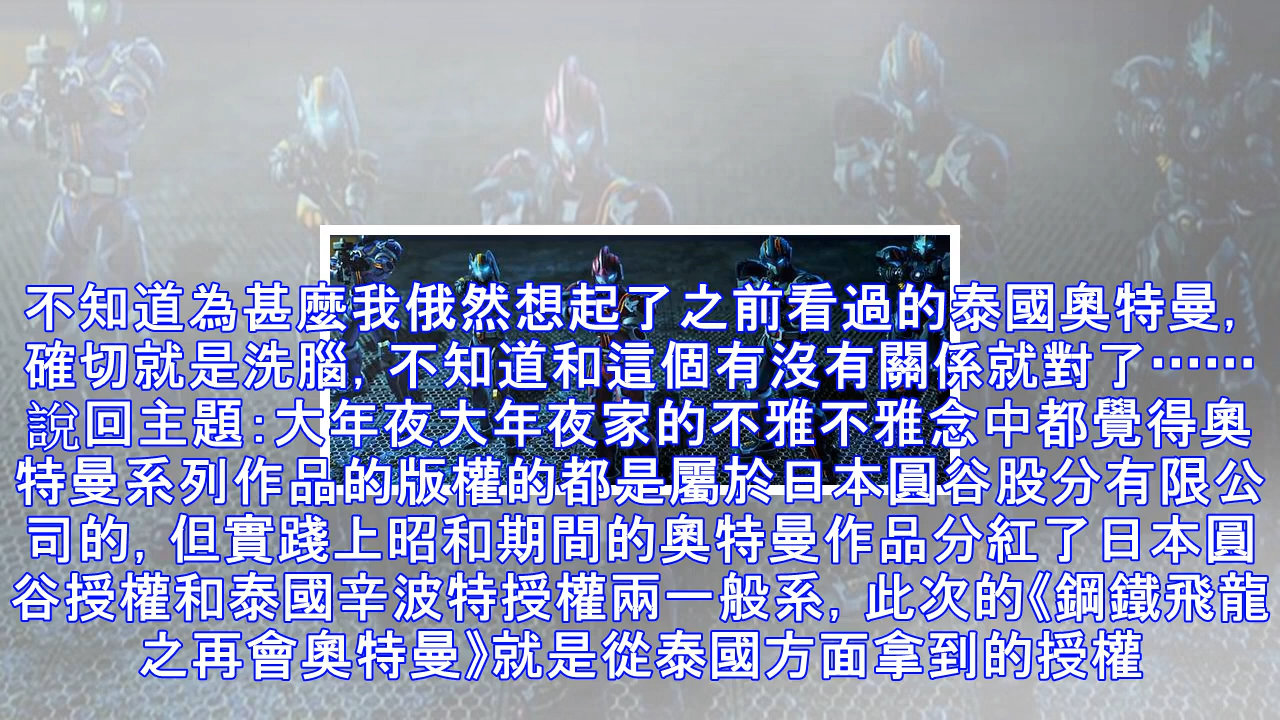 不知道為甚麼我俄然想起了之前看過的泰國奧特曼,
確切就是洗腦, 不知道和這個有沒有關係就對了……
說回主題:大年夜大年夜家的不雅不雅念中都覺得奧
特曼系列作品的版權的都是屬於日本圓谷股分有限公
司的, 但實踐上昭和期間的奧特曼作品分紅了日本圓
谷授權和泰國辛波特授權兩一般系, 此次的《鋼鐵飛龍
之再會奧特曼》就是從泰國方面拿到的授權